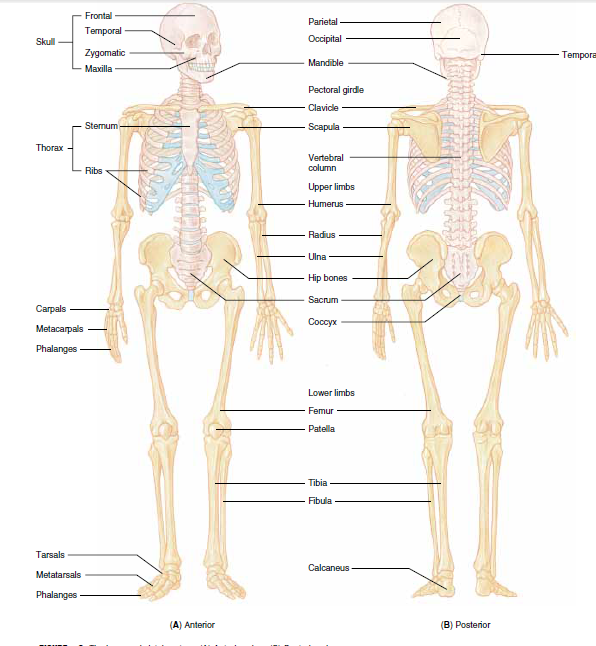 Frontal
Temporal
Skull
Zygomatic
Maxilla
Sternum
Thorax
Ribs
Carpals
Metacarpals
Phalanges
Tarsals
Metatarsals
Phalanges
Parietal
Occipital
Tempora
Mandible
Pectoral girdle
Clavicle
Scapula
Vertebral
column
Upper limbs
Humerus
Radius
Ulna
Hip bones
Sacrum
Coccyx
Lower limbs
Femur
Patella
Tibia
Fibula
Calcaneus
(A) Anterior
(B) Posterior